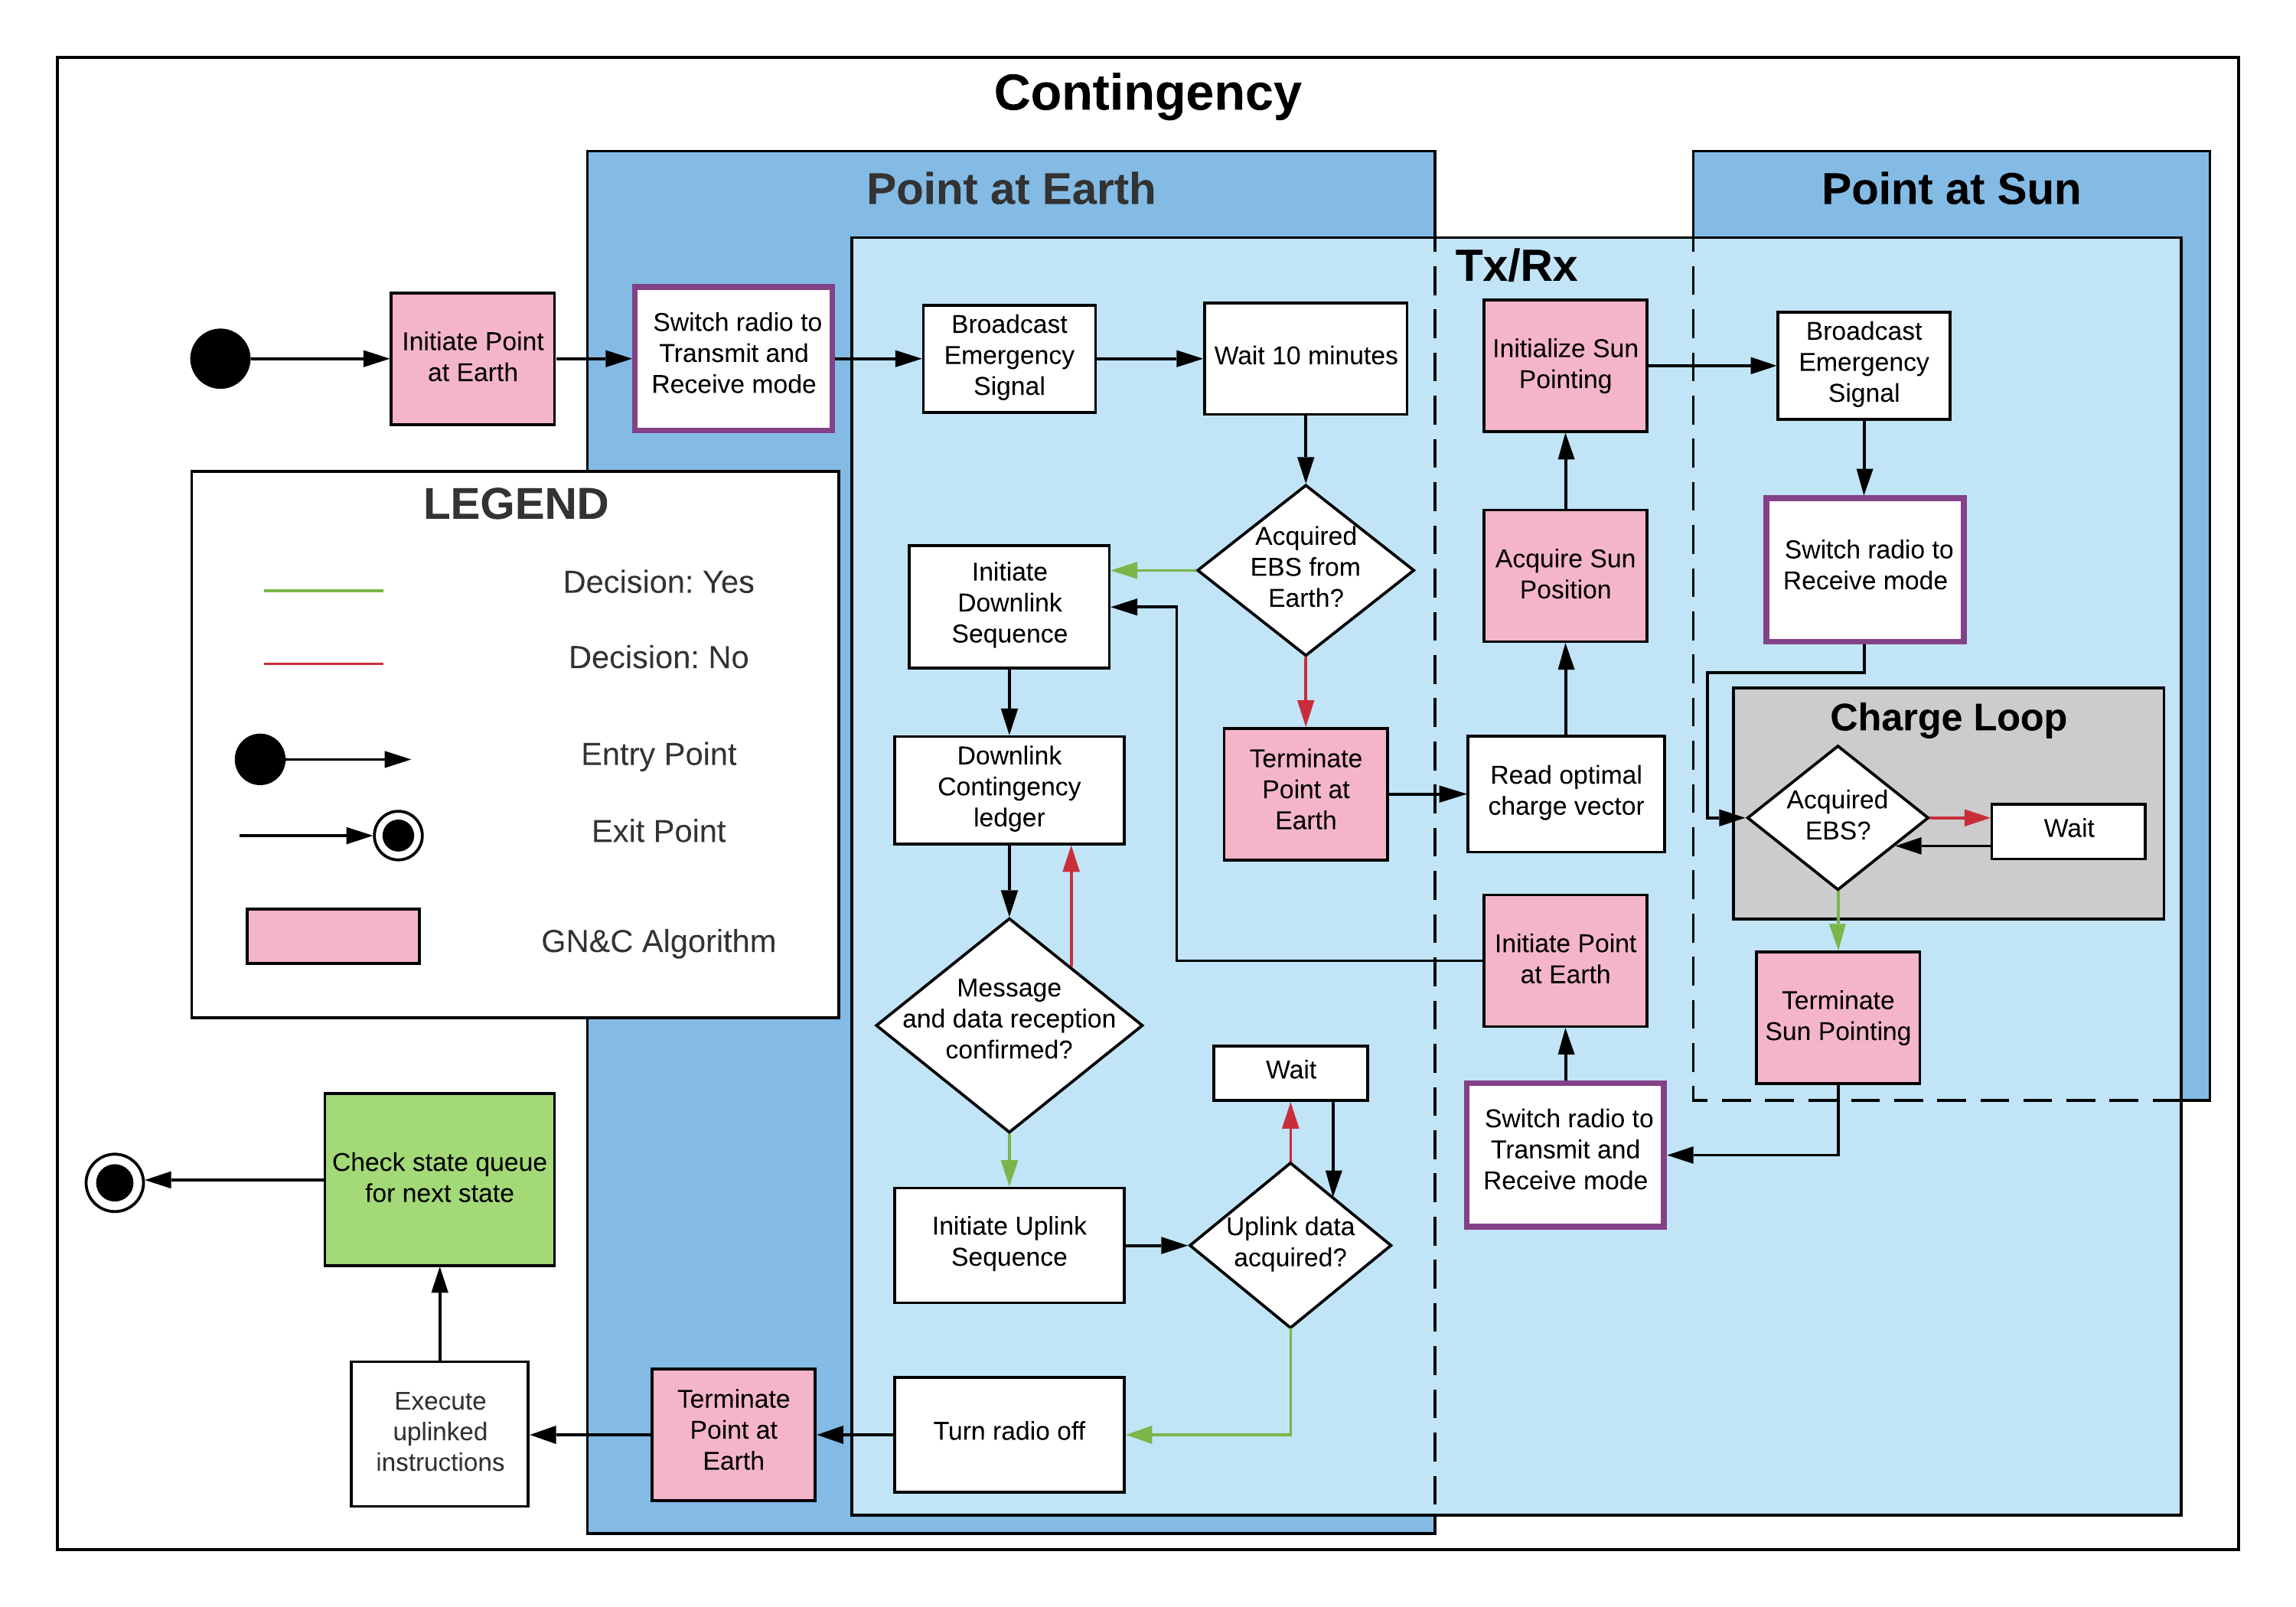 Contingency
Point at Earth
Point at Sun
Tx/Rx
Initiate Point
at Earth
Switch radio to
Transmit and
Receive mode
Broadcast
Emergency
Signal
Wait 10 minutes
Initialize Sun
Pointing
Broadcast
Emergency
Signal
LEGEND
Decision: Yes
Decision: No
Entry Point
Exit Point
GN&C Algorithm
Initiate
Downlink
Sequence
Acquired
EBS from
Earth?
Acquire Sun
Position
Switch radio to
Receive mode
Downlink
Contingency
ledger
Terminate
Point at
Earth
Read optimal
charge vector
Charge Loop
Acquired
EBS?
Wait
Message
and data reception
confirmed?
Initiate Point
at Earth
Terminate
Sun Pointing
Wait
Switch radio to
Transmit and
Receive mode
Check state queue
for next state
Initiate Uplink
Sequence
Uplink data
acquired?
Execute
uplinked
instructions
Terminate
Point at
Earth
Turn radio off